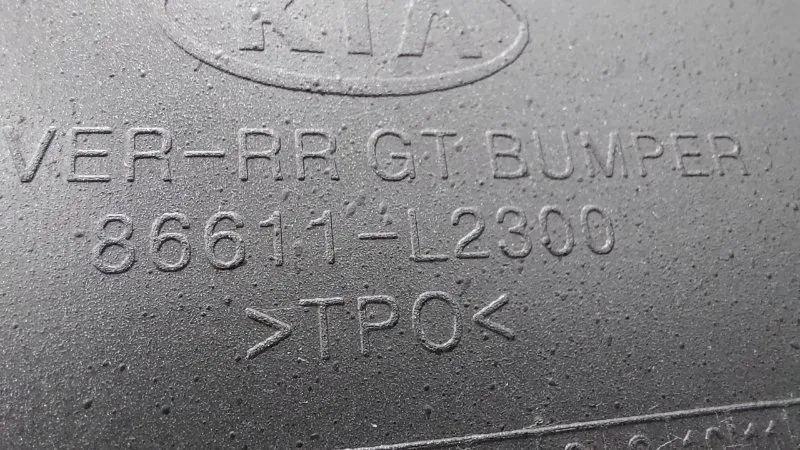 KIA
VER-RR GT BUMPER
86611-L2300
>TPO<